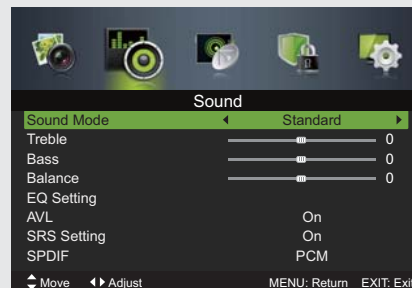 Sound
Sound Mode Standard
Treble 0
Bass 0
Balance 0
EQ Setting
AVL On
SRS Setting On
SPDIF PCM
Move Adjust MENU: Return EXIT: Exit